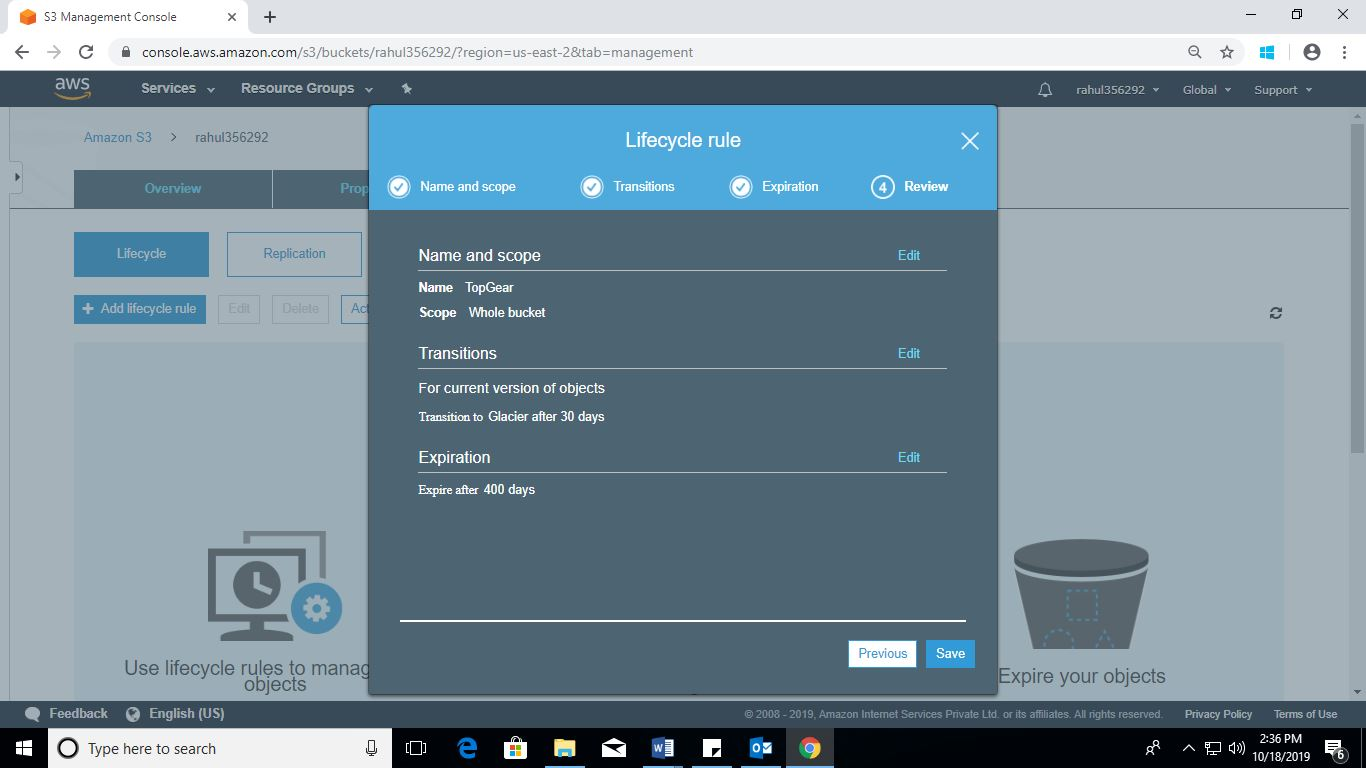 S3 Management Console
console.aws.amazon.com/s3/buckets/rahul356292/?region=us-east-2&tab=management
aws Services Resource Groups rahul356292 Global Support
Amazon S3 > rahul356292
Overview Prop
Lifecycle Replication
+ Add lifecycle rule Edit Delete Act
Lifecycle rule
Name and scope Transitions Expiration 4 Review
Name and scope Edit
Name TopGear
Scope Whole bucket
Transitions Edit
For current version of objects
Transition to Glacier after 30 days
Expiration Edit
Expire after 400 days
Previous Save
Use lifecycle rules to manag
objects
Expire your objects
Feedback English (US) © 2008 - 2019, Amazon Internet Services Private Ltd. or its affiliates. All rights reserved. Privacy Policy Terms of Use
Type here to search
2:36 PM
10/18/2019
6